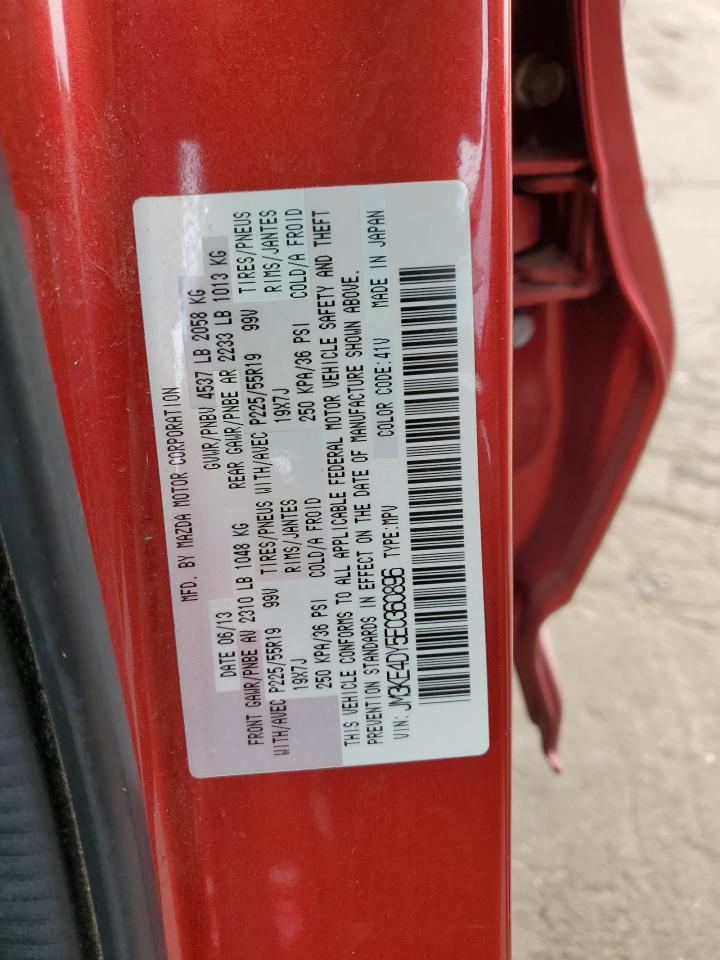 MFD. BY MAZDA MOTOR CORPORATION
DATE 06/13 GVWR/PNBV 4537 LB 2058 KG
FRONT GAWR/PNBE AV 2310 LB 1048 KG REAR GAWR/PNBE AR 2233 LB 1013 KG
WITH/AVEC P225/55R19 99V TIRES/PNEUS WITH/AVEC P225/55R19 99V TIRES/PNEUS
19X7J RIMS/JANTES 19X7J RIMS/JANTES
250 KPA/36 PSI COLD/A FROID 250 KPA/36 PSI COLD/A FROID
THIS VEHICLE CONFORMS TO ALL APPLICABLE FEDERAL MOTOR VEHICLE SAFETY AND THEFT
PREVENTION STANDARDS IN EFFECT ON THE DATE OF MANUFACTURE SHOWN ABOVE.
VIN: JM3KE4DY5E0360896 TYPE:MPV COLOR CODE:41V MADE IN JAPAN